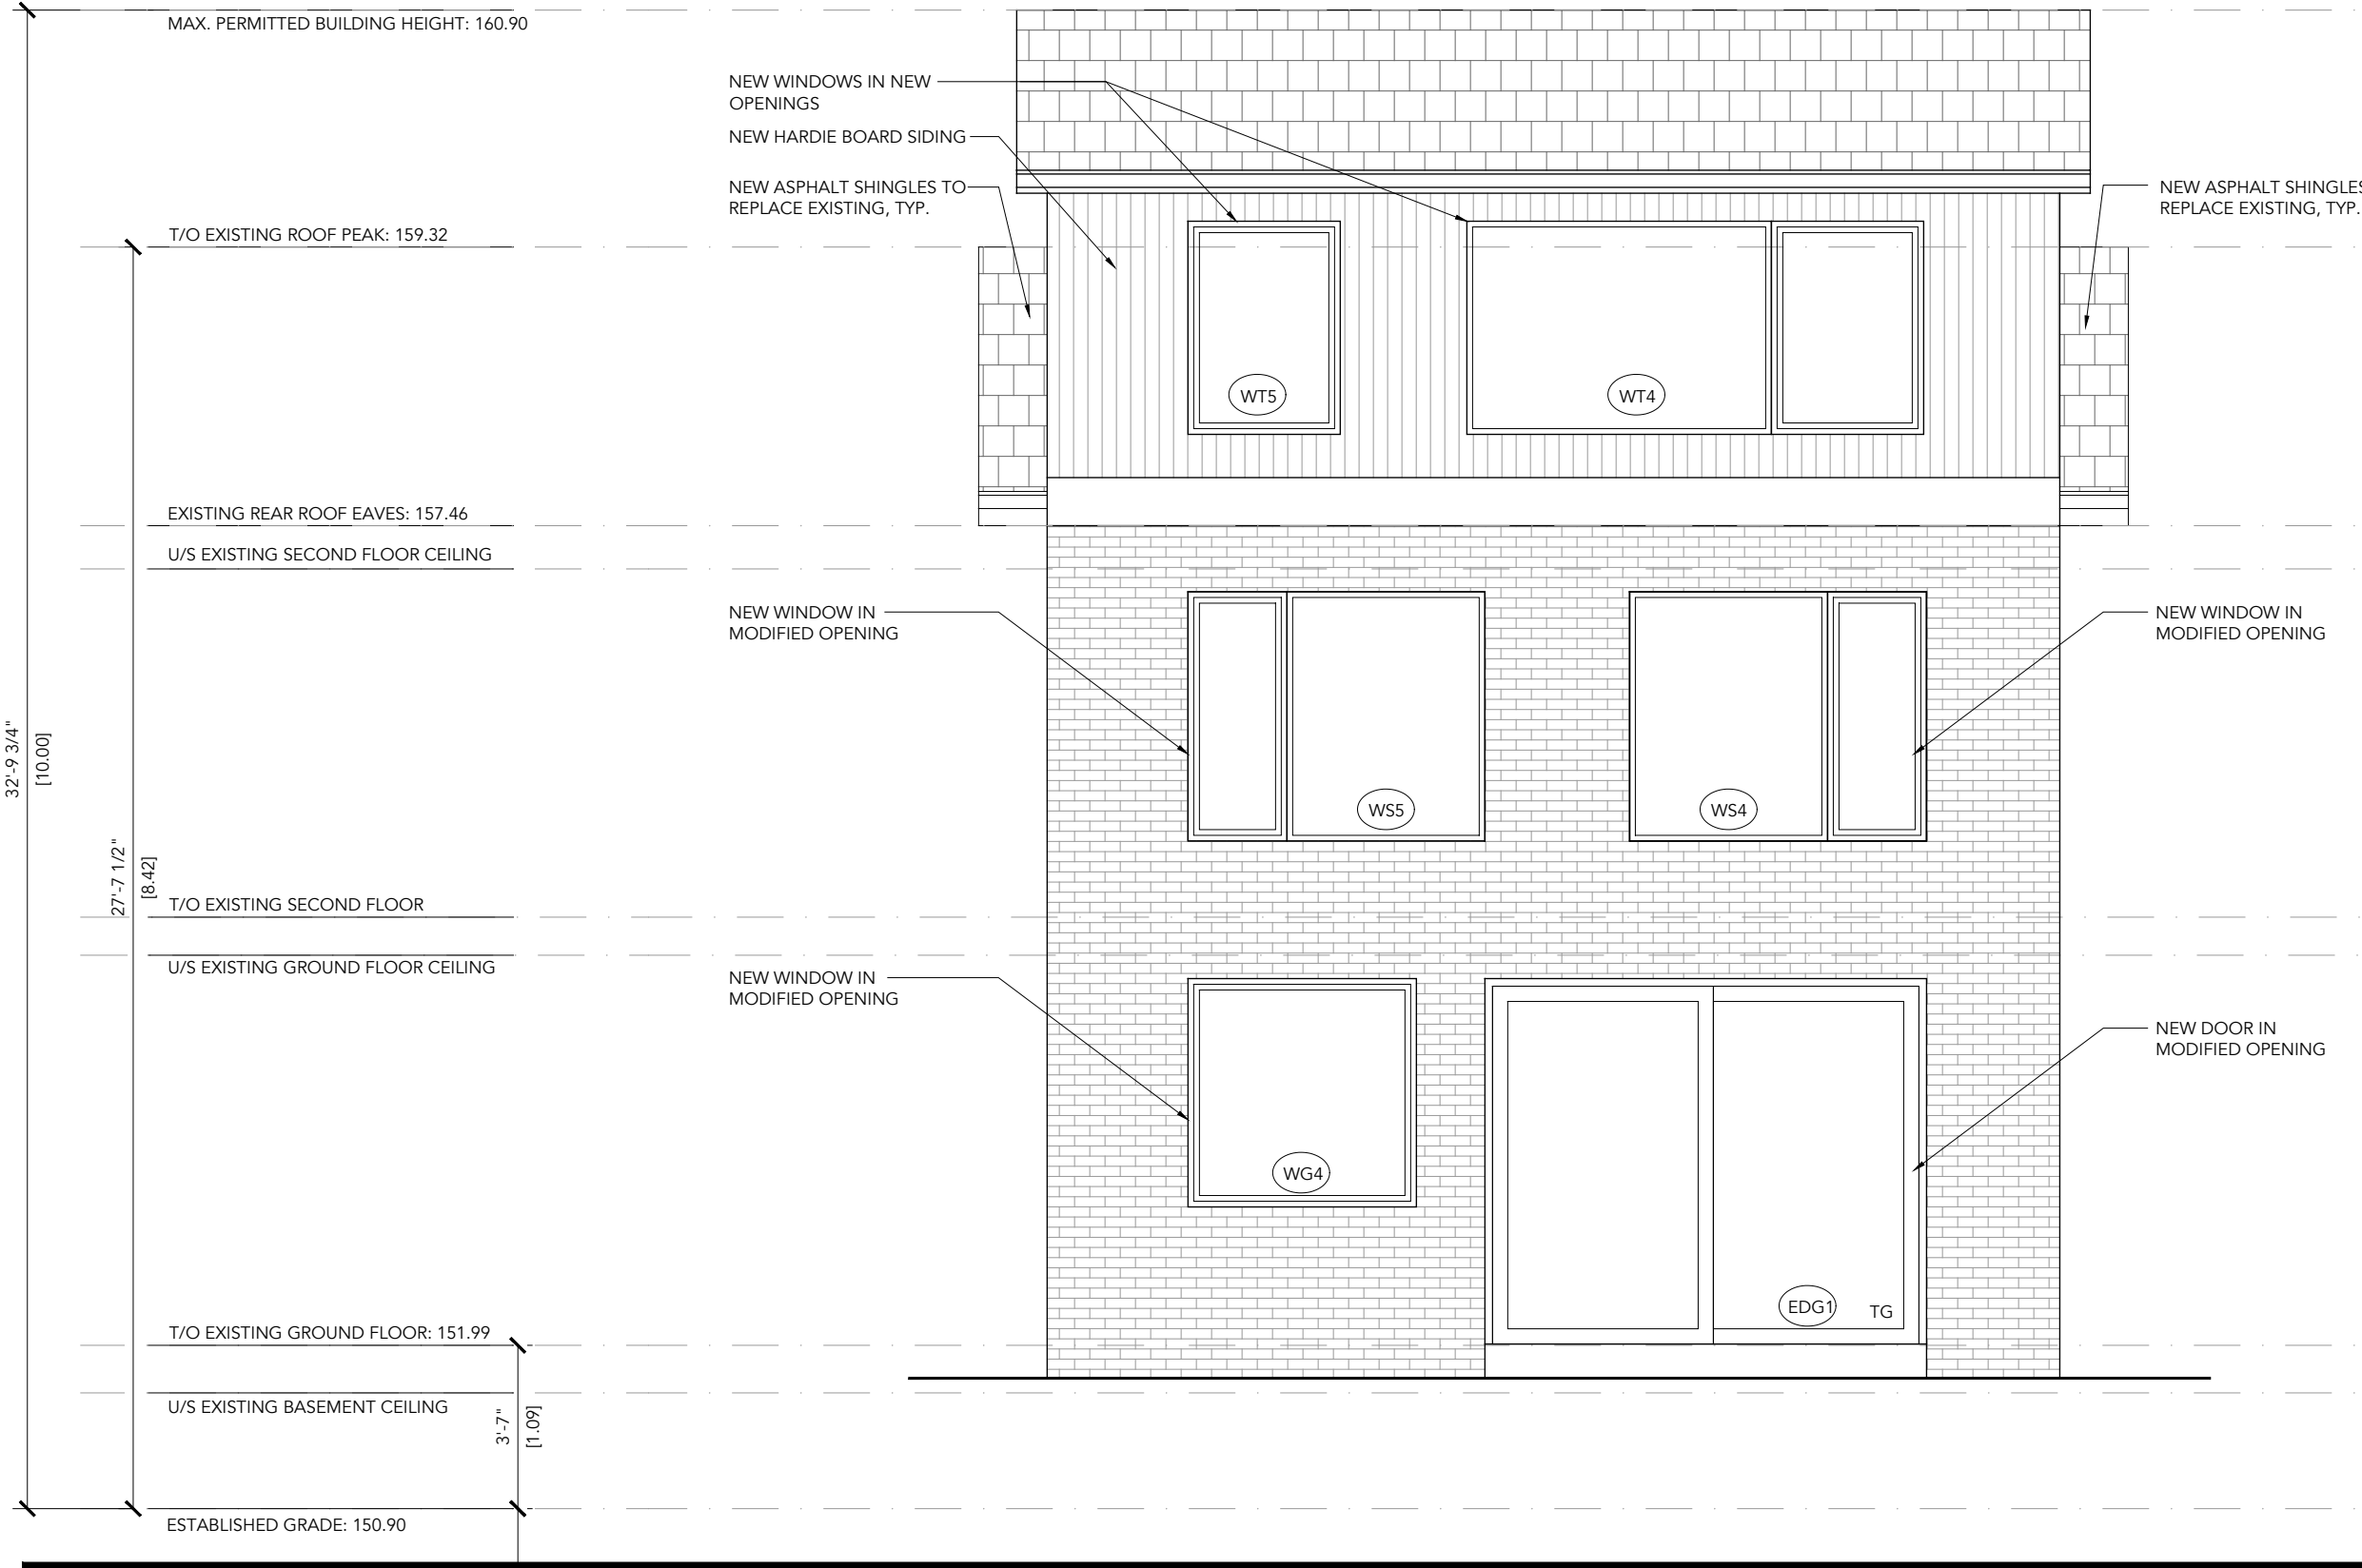 MAX. PERMITTED BUILDING HEIGHT: 160.90
NEW WINDOWS IN NEW
OPENINGS
NEW HARDIE BOARD SIDING
NEW ASPHALT SHINGLES TO
REPLACE EXISTING, TYP.
NEW ASPHALT SHINGLES
REPLACE EXISTING, TYP.
T/O EXISTING ROOF PEAK: 159.32
WT5
WT4
EXISTING REAR ROOF EAVES: 157.46
U/S EXISTING SECOND FLOOR CEILING
NEW WINDOW IN
MODIFIED OPENING
NEW WINDOW IN
MODIFIED OPENING
32'-9 3/4"
[10.00]
WS5
WS4
27'-7 1/2"
[8.42]
T/O EXISTING SECOND FLOOR
U/S EXISTING GROUND FLOOR CEILING
NEW WINDOW IN
MODIFIED OPENING
NEW DOOR IN
MODIFIED OPENING
WG4
EDG1
TG
T/O EXISTING GROUND FLOOR: 151.99
U/S EXISTING BASEMENT CEILING
3'-7"
[1.09]
ESTABLISHED GRADE: 150.90